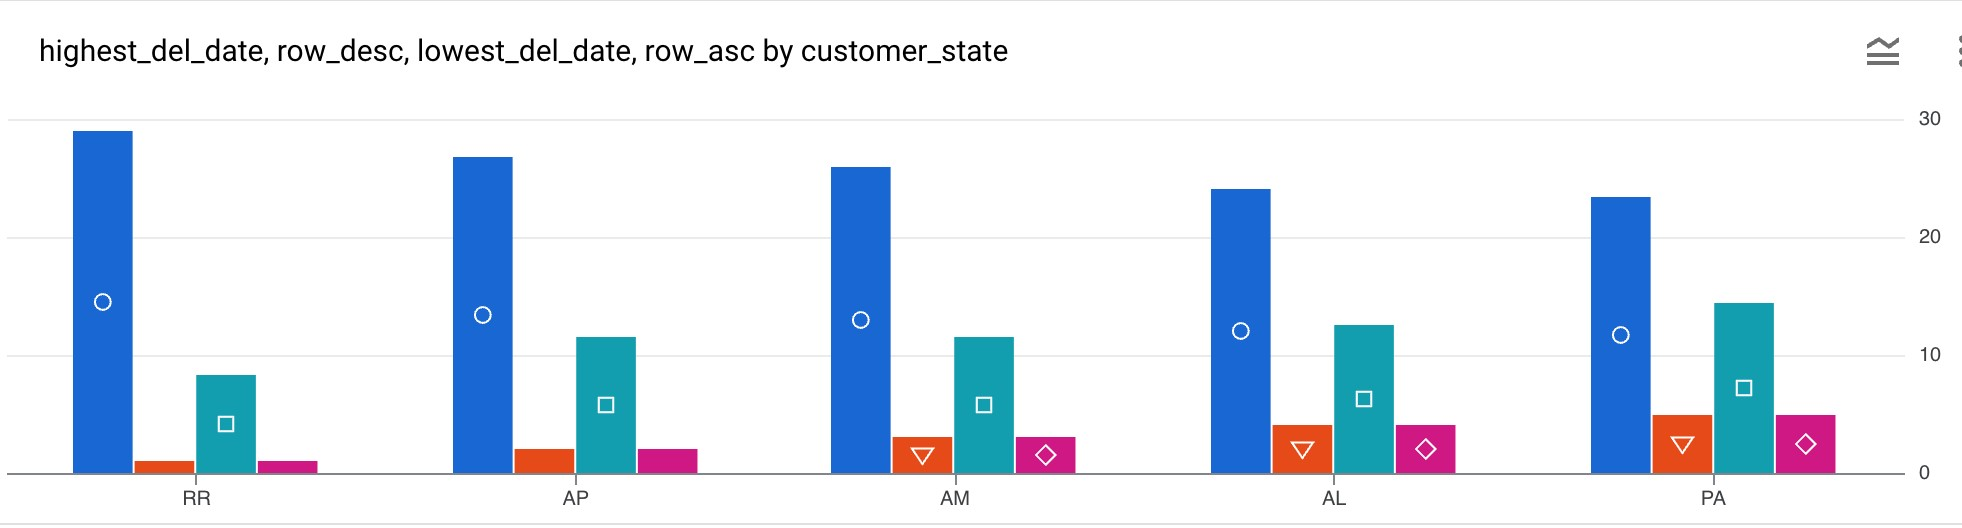 highest_del_date, row_desc, lowest_del_date, row_asc by customer_state
30
20
10
0
RR AP AM AL PA